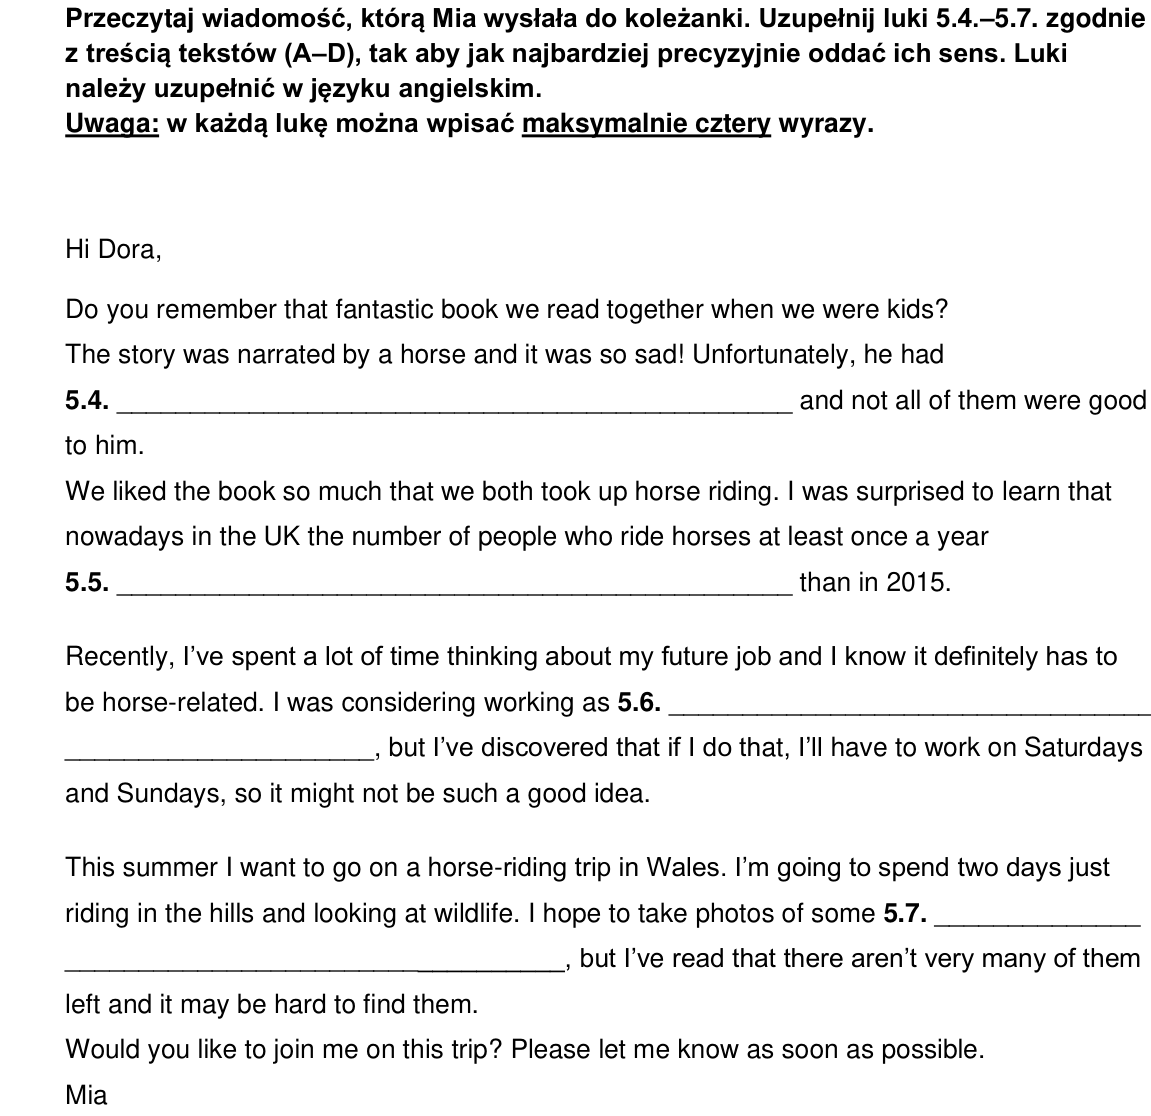 Przeczytaj wiadomość, którą Mia wysłała do koleżanki. Uzupełnij luki 5.4.–5.7. zgodnie
z treścią tekstów (A–D), tak aby jak najbardziej precyzyjnie oddać ich sens. Luki
należy uzupełnić w języku angielskim.
Uwaga: w każdą lukę można wpisać maksymalnie cztery wyrazy.
Hi Dora,
Do you remember that fantastic book we read together when we were kids?
The story was narrated by a horse and it was so sad! Unfortunately, he had
5.4. ______________________________________________ and not all of them were good
to him.
We liked the book so much that we both took up horse riding. I was surprised to learn that
nowadays in the UK the number of people who ride horses at least once a year
5.5. ______________________________________________ than in 2015.
Recently, I’ve spent a lot of time thinking about my future job and I know it definitely has to
be horse-related. I was considering working as 5.6. _________________________________
_____________________, but I’ve discovered that if I do that, I’ll have to work on Saturdays
and Sundays, so it might not be such a good idea.
This summer I want to go on a horse-riding trip in Wales. I’m going to spend two days just
riding in the hills and looking at wildlife. I hope to take photos of some 5.7. ______________
__________________________________, but I’ve read that there aren’t very many of them
left and it may be hard to find them.
Would you like to join me on this trip? Please let me know as soon as possible.
Mia